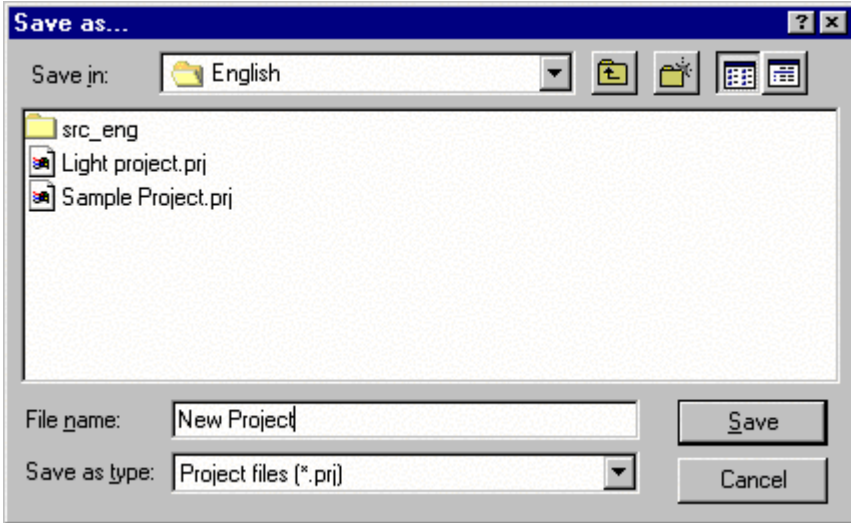 Save as...
Save in: English
src_eng
Light project.prj
Sample Project.prj
File name: New Project Save
Save as type: Project files (*.prj) Cancel